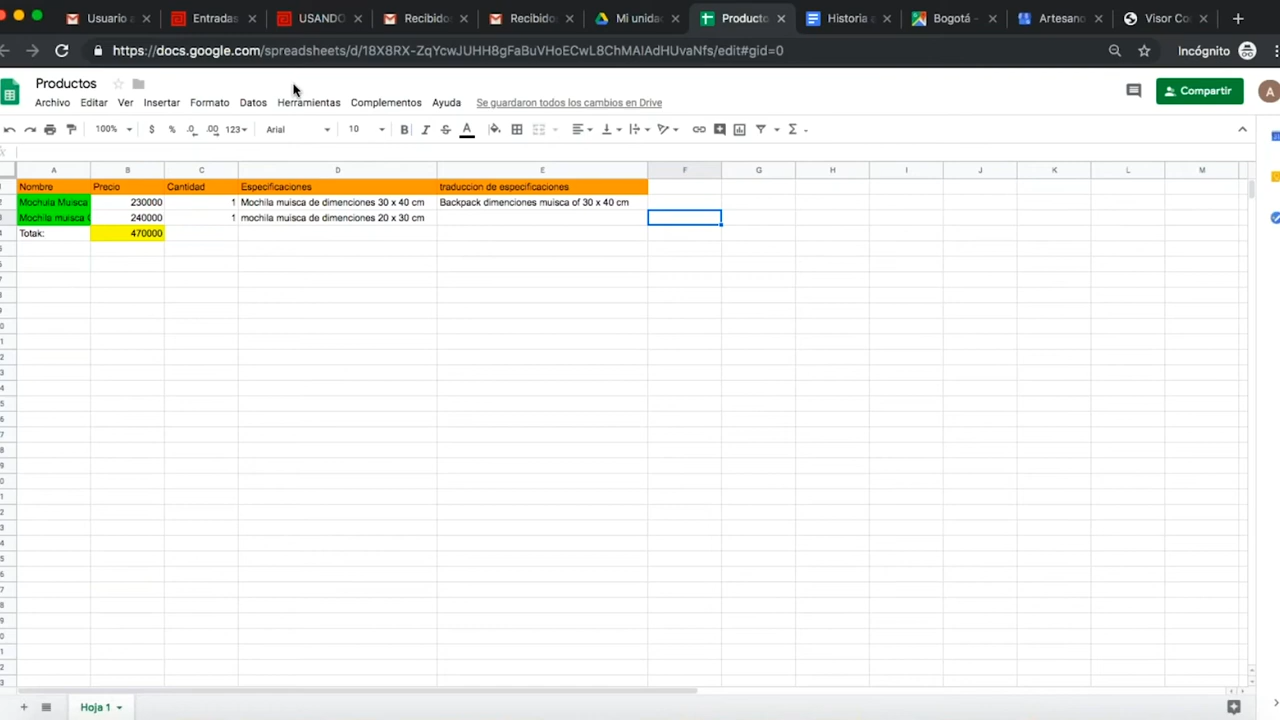 Usuario a
Entradas
USANDO
Recibido
Recibido
Mi unida
Producto
Historia a
Bogotá -
Artesano
Visor Co
https://docs.google.com/spreadsheets/d/18X8RX-ZqYcwJUHH8gFaBuVHoECwL8ChMAlAdHUvaNfs/edit#gid=0
Incógnito
Productos
Archivo Editar Ver Insertar Formato Datos Herramientas Complementos Ayuda Se guardaron todos los cambios en Drive
Compartir
A
100% $ % .0 .00 123 Arial 10 B I S A
A B C D E F G H I J K L M
Nombre Precio Cantidad Especificaciones traduccion de especificaciones
Mochula Muisca 230000 1 Mochila muisca de dimenciones 30 x 40 cm Backpack dimenciones muisca of 30 x 40 cm
Mochila muisca 240000 1 mochila muisca de dimenciones 20 x 30 cm
Totak: 470000
Hoja 1